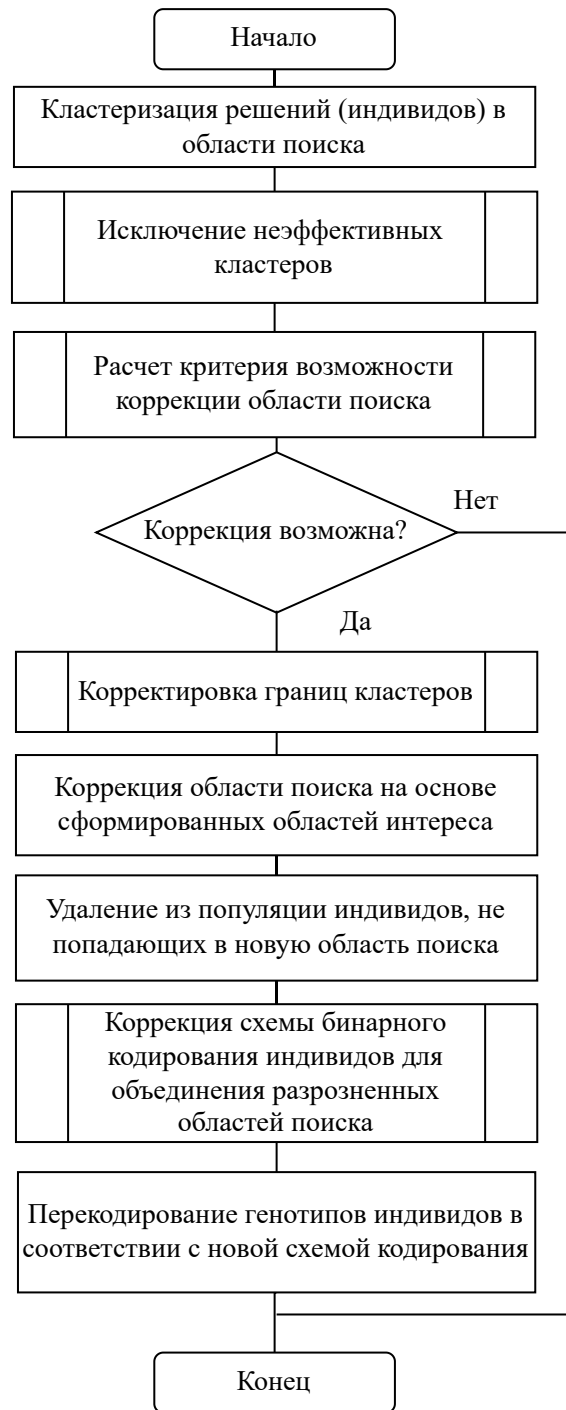 Начало
Кластеризация решений (индивидов) в
области поиска
Исключение неэффективных
кластеров
Расчет критерия возможности
коррекции области поиска
Нет
Коррекция возможна?
Да
Корректировка границ кластеров
Коррекция области поиска на основе
сформированных областей интереса
Удаление из популяции индивидов, не
попадающих в новую область поиска
Коррекция схемы бинарного
кодирования индивидов для
объединения разрозненных
областей поиска
Перекодирование генотипов индивидов в
соответствии с новой схемой кодирования
Конец